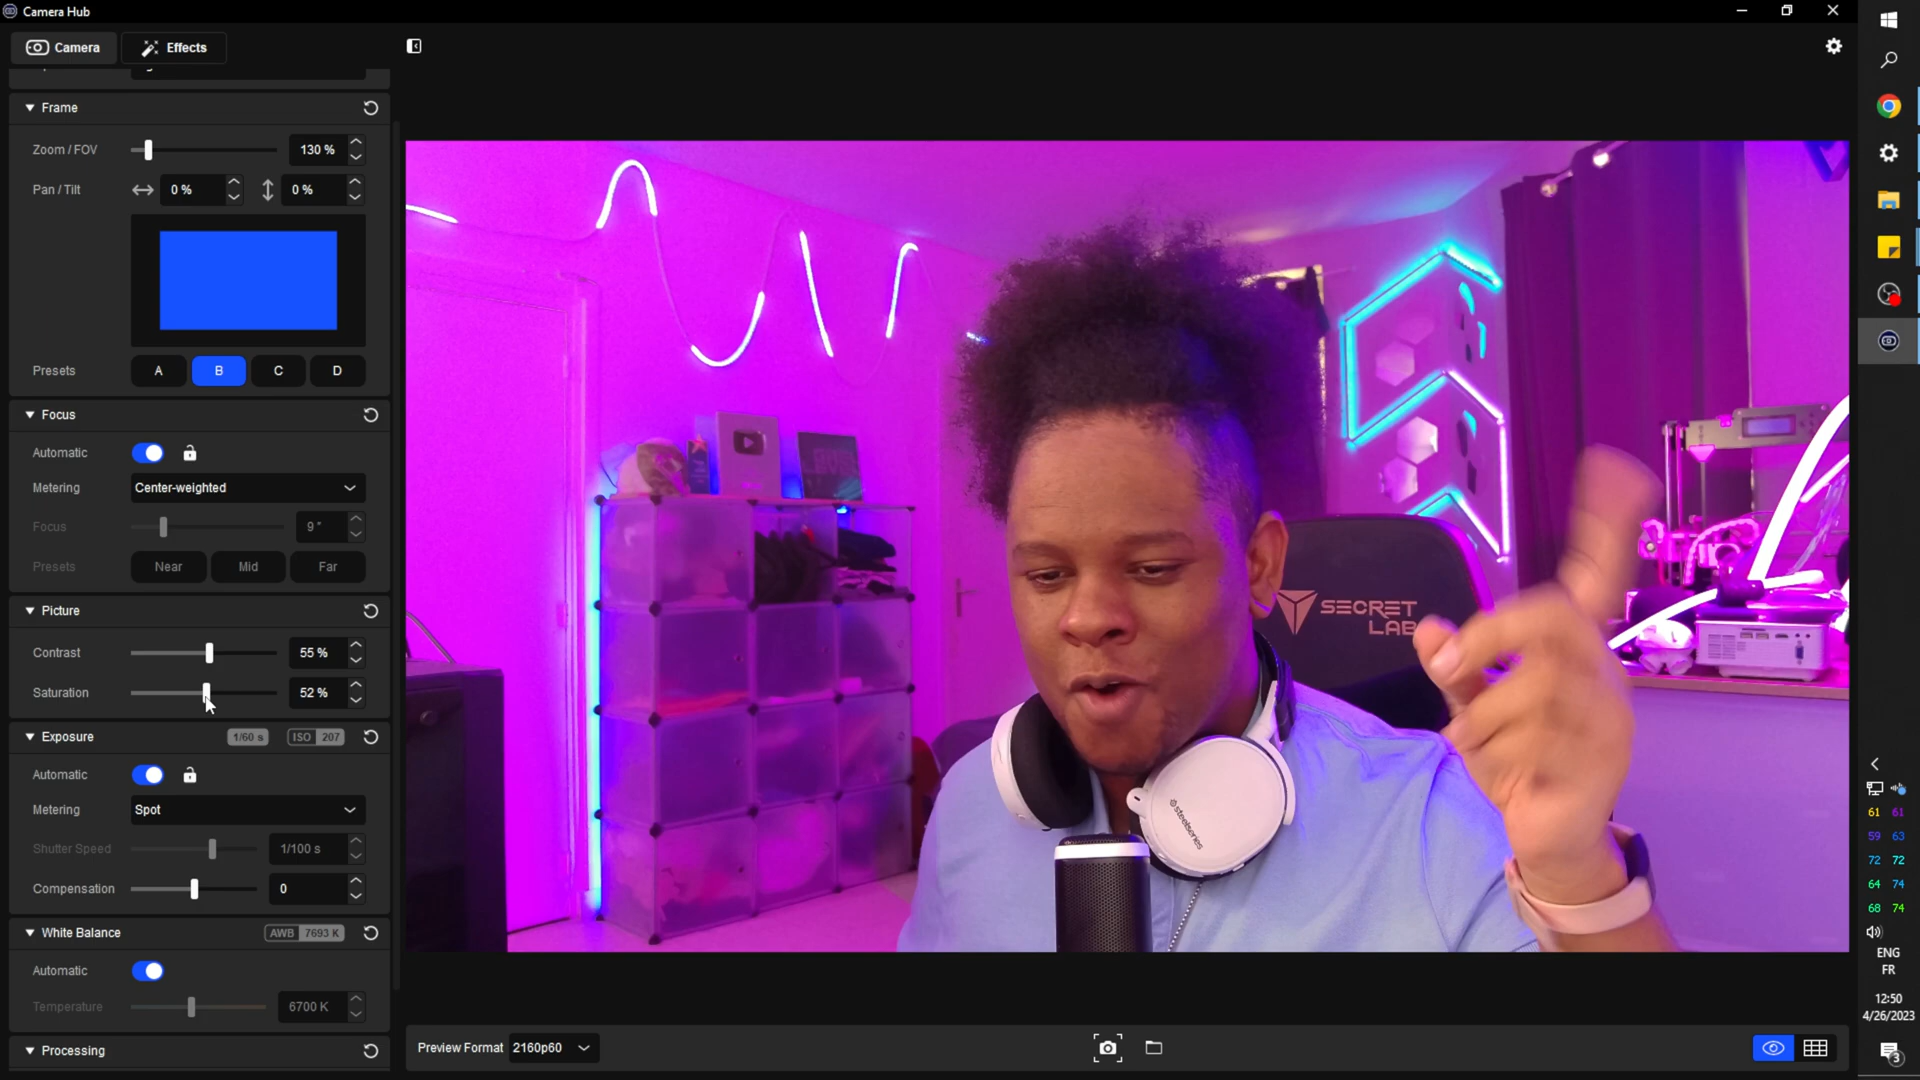 Camera Hub
Camera
Effects
Frame
Zoom / FOV
130 %
Pan / Tilt
0 %
0 %
Presets
A
B
C
D
Focus
Automatic
Metering
Center-weighted
Focus
9 "
Presets
Near
Mid
Far
Picture
Contrast
55 %
Saturation
52 %
Exposure
1/60 s
ISO 207
Automatic
Metering
Spot
Shutter Speed
1/100 s
Compensation
0
White Balance
AWB 7693 K
Automatic
Temperature
6700 K
Processing
SECRET
LAB
steelseries
Preview Format
2160p60
61 61
59 63
72 72
64 74
68 74
ENG
FR
12:50
4/26/2023
3